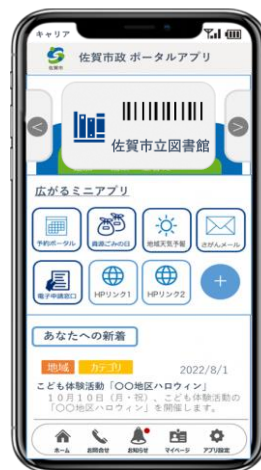 キャリア
佐賀市
佐賀市政 ポータルアプリ
佐賀市立図書館
広がるミニアプリ
予約ポータル
資源ごみの日
地域天気予報
さがんメール
電子申請窓口
HPリンク1
HPリンク2
あなたへの新着
地域
カテゴリ
2022/8/1
こども体験活動「〇〇地区ハロウィン」
10月10日(月・祝)、こども体験活動の
「〇〇地区ハロウィン」を開催します。
ホーム
お問合せ
お知らせ
マイページ
アプリ設定